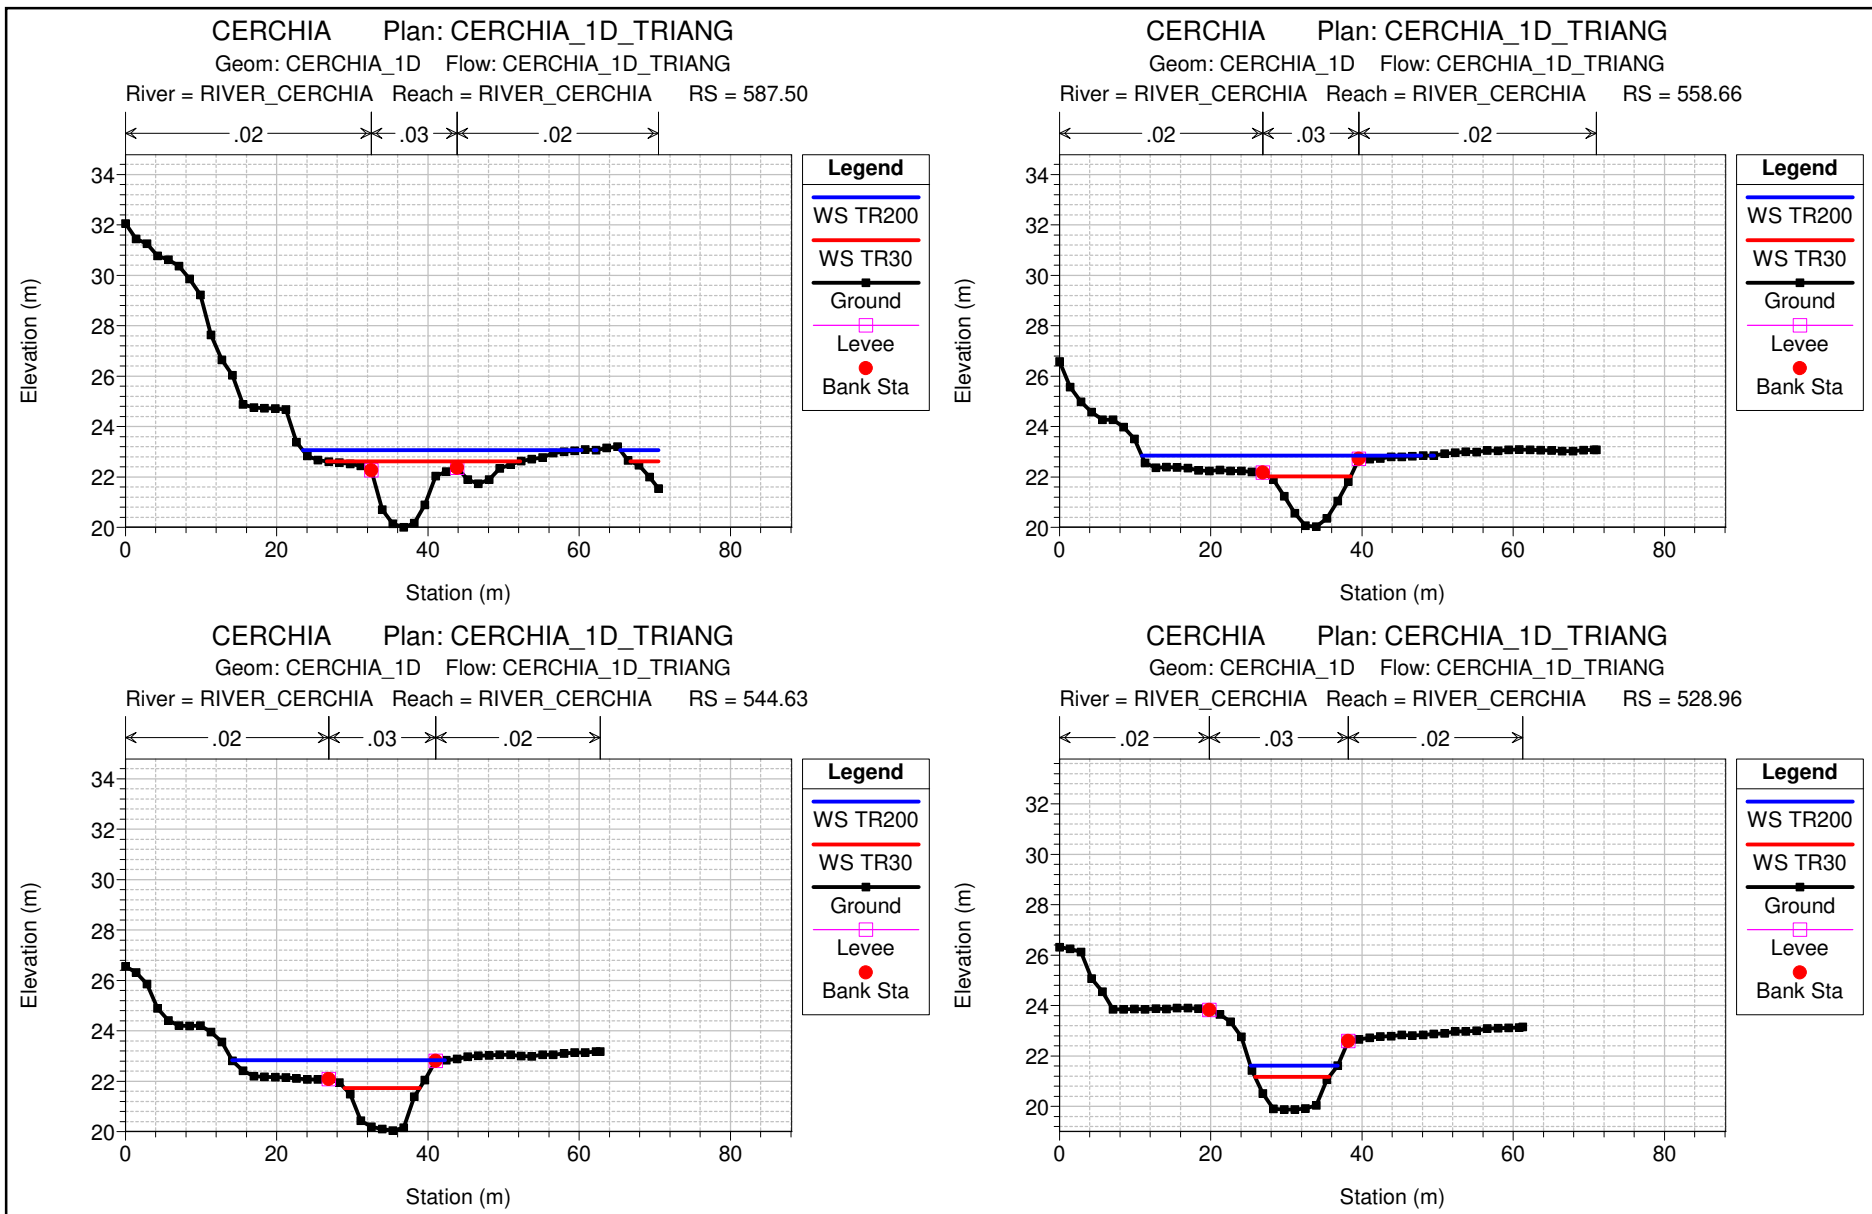 CERCHIA Plan: CERCHIA_1D_TRIANG
Geom: CERCHIA_1D Flow: CERCHIA_1D_TRIANG
River = RIVER_CERCHIA Reach = RIVER_CERCHIA RS = 587.50
.02 .03 .02
34
32
30
28
26
24
22
20
0 20 40 60 80
Elevation (m)
Station (m)
Legend
WS TR200
WS TR30
Ground
Levee
Bank Sta
CERCHIA Plan: CERCHIA_1D_TRIANG
Geom: CERCHIA_1D Flow: CERCHIA_1D_TRIANG
River = RIVER_CERCHIA Reach = RIVER_CERCHIA RS = 558.66
.02 .03 .02
34
32
30
28
26
24
22
20
0 20 40 60 80
Elevation (m)
Station (m)
Legend
WS TR200
WS TR30
Ground
Levee
Bank Sta
CERCHIA Plan: CERCHIA_1D_TRIANG
Geom: CERCHIA_1D Flow: CERCHIA_1D_TRIANG
River = RIVER_CERCHIA Reach = RIVER_CERCHIA RS = 544.63
.02 .03 .02
34
32
30
28
26
24
22
20
0 20 40 60 80
Elevation (m)
Station (m)
Legend
WS TR200
WS TR30
Ground
Levee
Bank Sta
CERCHIA Plan: CERCHIA_1D_TRIANG
Geom: CERCHIA_1D Flow: CERCHIA_1D_TRIANG
River = RIVER_CERCHIA Reach = RIVER_CERCHIA RS = 528.96
.02 .03 .02
32
30
28
26
24
22
20
0 20 40 60 80
Elevation (m)
Station (m)
Legend
WS TR200
WS TR30
Ground
Levee
Bank Sta